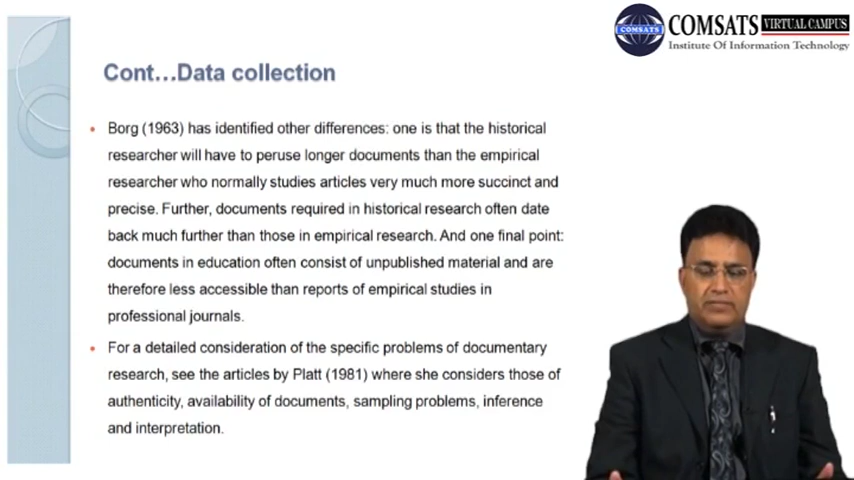 COMSATS VIRTUAL CAMPUS
COMSATS
Institute Of Information Technology
Cont...Data collection
• Borg (1963) has identified other differences: one is that the historical
researcher will have to peruse longer documents than the empirical
researcher who normally studies articles very much more succinct and
precise. Further, documents required in historical research often date
back much further than those in empirical research. And one final point:
documents in education often consist of unpublished material and are
therefore less accessible than reports of empirical studies in
professional journals.
• For a detailed consideration of the specific problems of documentary
research, see the articles by Platt (1981) where she considers those of
authenticity, availability of documents, sampling problems, inference
and interpretation.